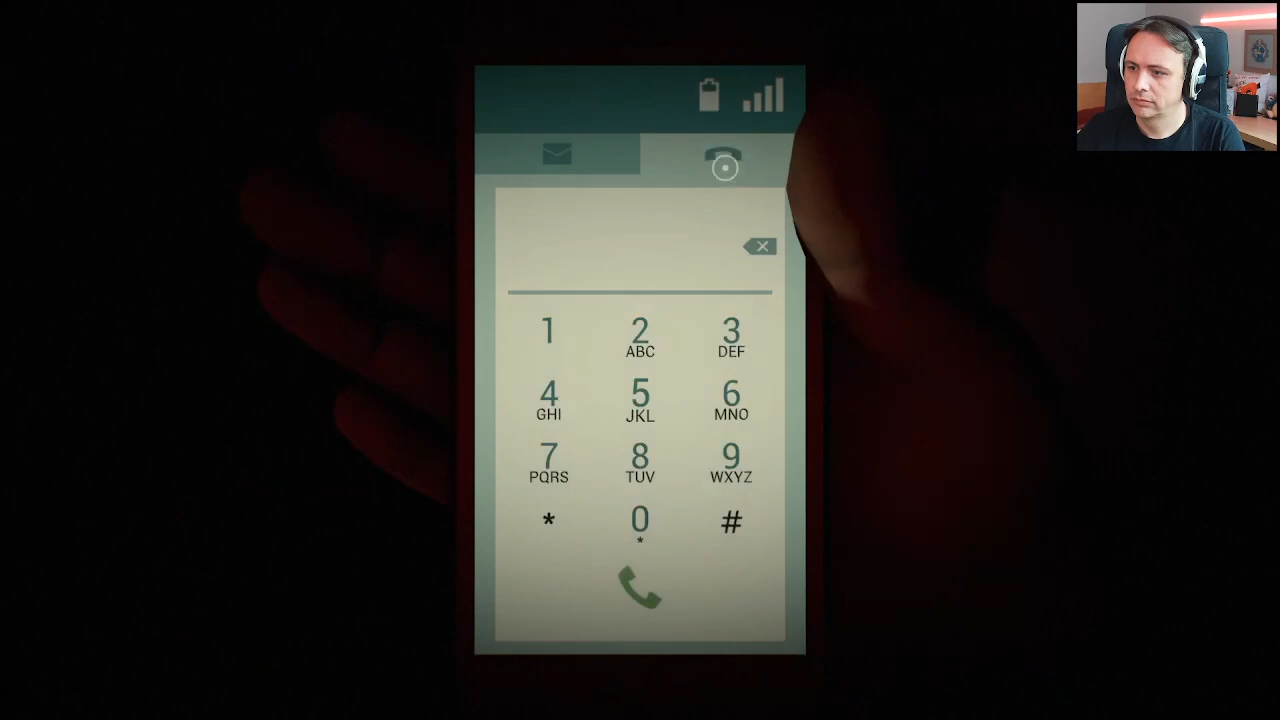 1 2 3
ABC DEF
4 5 6
GHI JKL MNO
7 8 9
PQRS TUV WXYZ
* 0 #
*